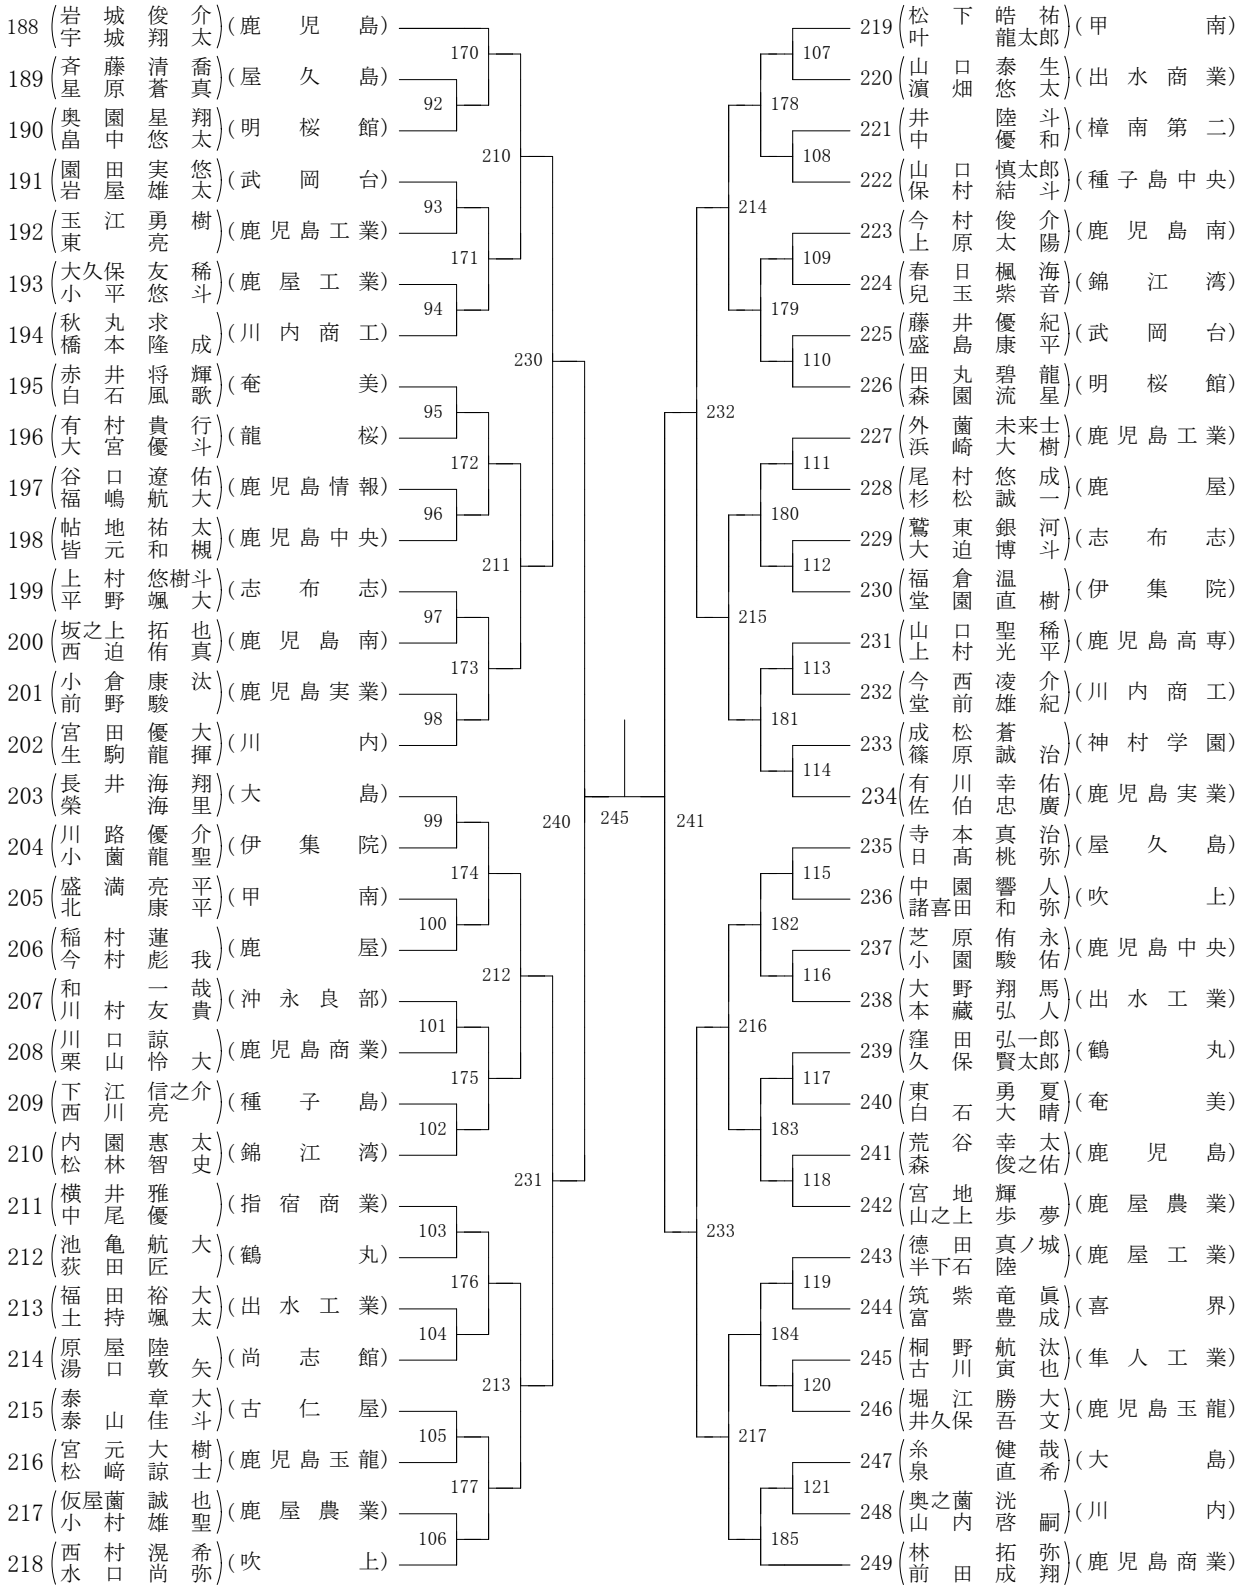 188 (岩城俊介 宇城翔太) (鹿児島)
189 (斉藤清喬 星原蒼真) (屋久島)
190 (奥園星翔 畠中悠太) (明桜館)
191 (園田実悠 岩屋雄太) (武岡台)
192 (玉江勇樹 東亮) (鹿児島工業)
193 (大久保友稀 小平悠斗) (鹿屋工業)
194 (秋丸求 橋本隆成) (川内商工)
195 (赤井将輝 白石風歌) (奄美)
196 (有村貴行 大宮優斗) (龍桜)
197 (谷口遼佑 福嶋航大) (鹿児島情報)
198 (帖地祐太 皆元和槻) (鹿児島中央)
199 (上村悠樹斗 平野颯大) (志布志)
200 (坂之上拓也 西迫侑真) (鹿児島南)
201 (小倉康汰 前野駿) (鹿児島実業)
202 (宮田優大 生駒龍揮) (川内)
203 (長井海翔 榮海里) (大島)
204 (川路優介 小薗龍聖) (伊集院)
205 (盛満亮平 北康平) (甲南)
206 (稲村蓮 今村彪我) (鹿屋)
207 (和一哉 川村友貴) (沖永良部)
208 (川口諒 栗山怜大) (鹿児島商業)
209 (下江信之介 西川亮) (種子島)
210 (内園惠太 松林智史) (錦江湾)
211 (横井雅 中尾優) (指宿商業)
212 (池亀航大 荻田匠) (鶴丸)
213 (福田裕大 土持颯太) (出水工業)
214 (原屋陸 湯口敦矢) (尚志館)
215 (泰章大 泰山佳斗) (古仁屋)
216 (宮元大樹 松﨑諒士) (鹿児島玉龍)
217 (仮屋薗誠也 小村雄聖) (鹿屋農業)
218 (西村滉希 水口尚弥) (吹上)
170
92
210
93
171
94
230
95
172
96
211
97
173
98
240
99
174
100
212
101
175
102
231
103
176
104
213
105
177
106
245
241
107
178
108
214
109
179
110
232
111
180
112
215
113
181
114
115
182
116
216
117
183
118
233
119
184
120
217
121
185
219 (松下皓祐 叶龍太郎) (甲南)
220 (山口泰生 濵畑悠太) (出水商業)
221 (井陸斗 中優和) (樟南第二)
222 (山口慎太郎 保村結斗) (種子島中央)
223 (今村俊介 上原太陽) (鹿児島南)
224 (春日楓海 兒玉紫音) (錦江湾)
225 (藤井優紀 盛島康平) (武岡台)
226 (田丸碧龍 森園流星) (明桜館)
227 (外薗未来士 浜崎大樹) (鹿児島工業)
228 (尾村悠成 杉松誠一) (鹿屋)
229 (鷲東銀河 大迫博斗) (志布志)
230 (福倉温 堂園直樹) (伊集院)
231 (山口聖稀 上村光平) (鹿児島高専)
232 (今西凌介 堂前雄紀) (川内商工)
233 (成松蒼 篠原誠治) (神村学園)
234 (有川幸佑 佐伯忠廣) (鹿児島実業)
235 (寺本真治 日髙桃弥) (屋久島)
236 (中園響人 諸喜田和弥) (吹上)
237 (芝原侑永 小園駿佑) (鹿児島中央)
238 (大野翔馬 本藏弘人) (出水工業)
239 (窪田弘一郎 久保賢太郎) (鶴丸)
240 (東勇夏 白石大晴) (奄美)
241 (荒谷幸太 森俊之佑) (鹿児島)
242 (宮地輝 山之上歩夢) (鹿屋農業)
243 (德田真ノ城 半下石陸) (鹿屋工業)
244 (筑紫竜眞 富豊成) (喜界)
245 (桐野航汰 古川寅也) (隼人工業)
246 (堀江勝大 井久保吾文) (鹿児島玉龍)
247 (糸健哉 泉直希) (大島)
248 (奥之薗洸 山内啓嗣) (川内)
249 (林拓弥 前田成翔) (鹿児島商業)